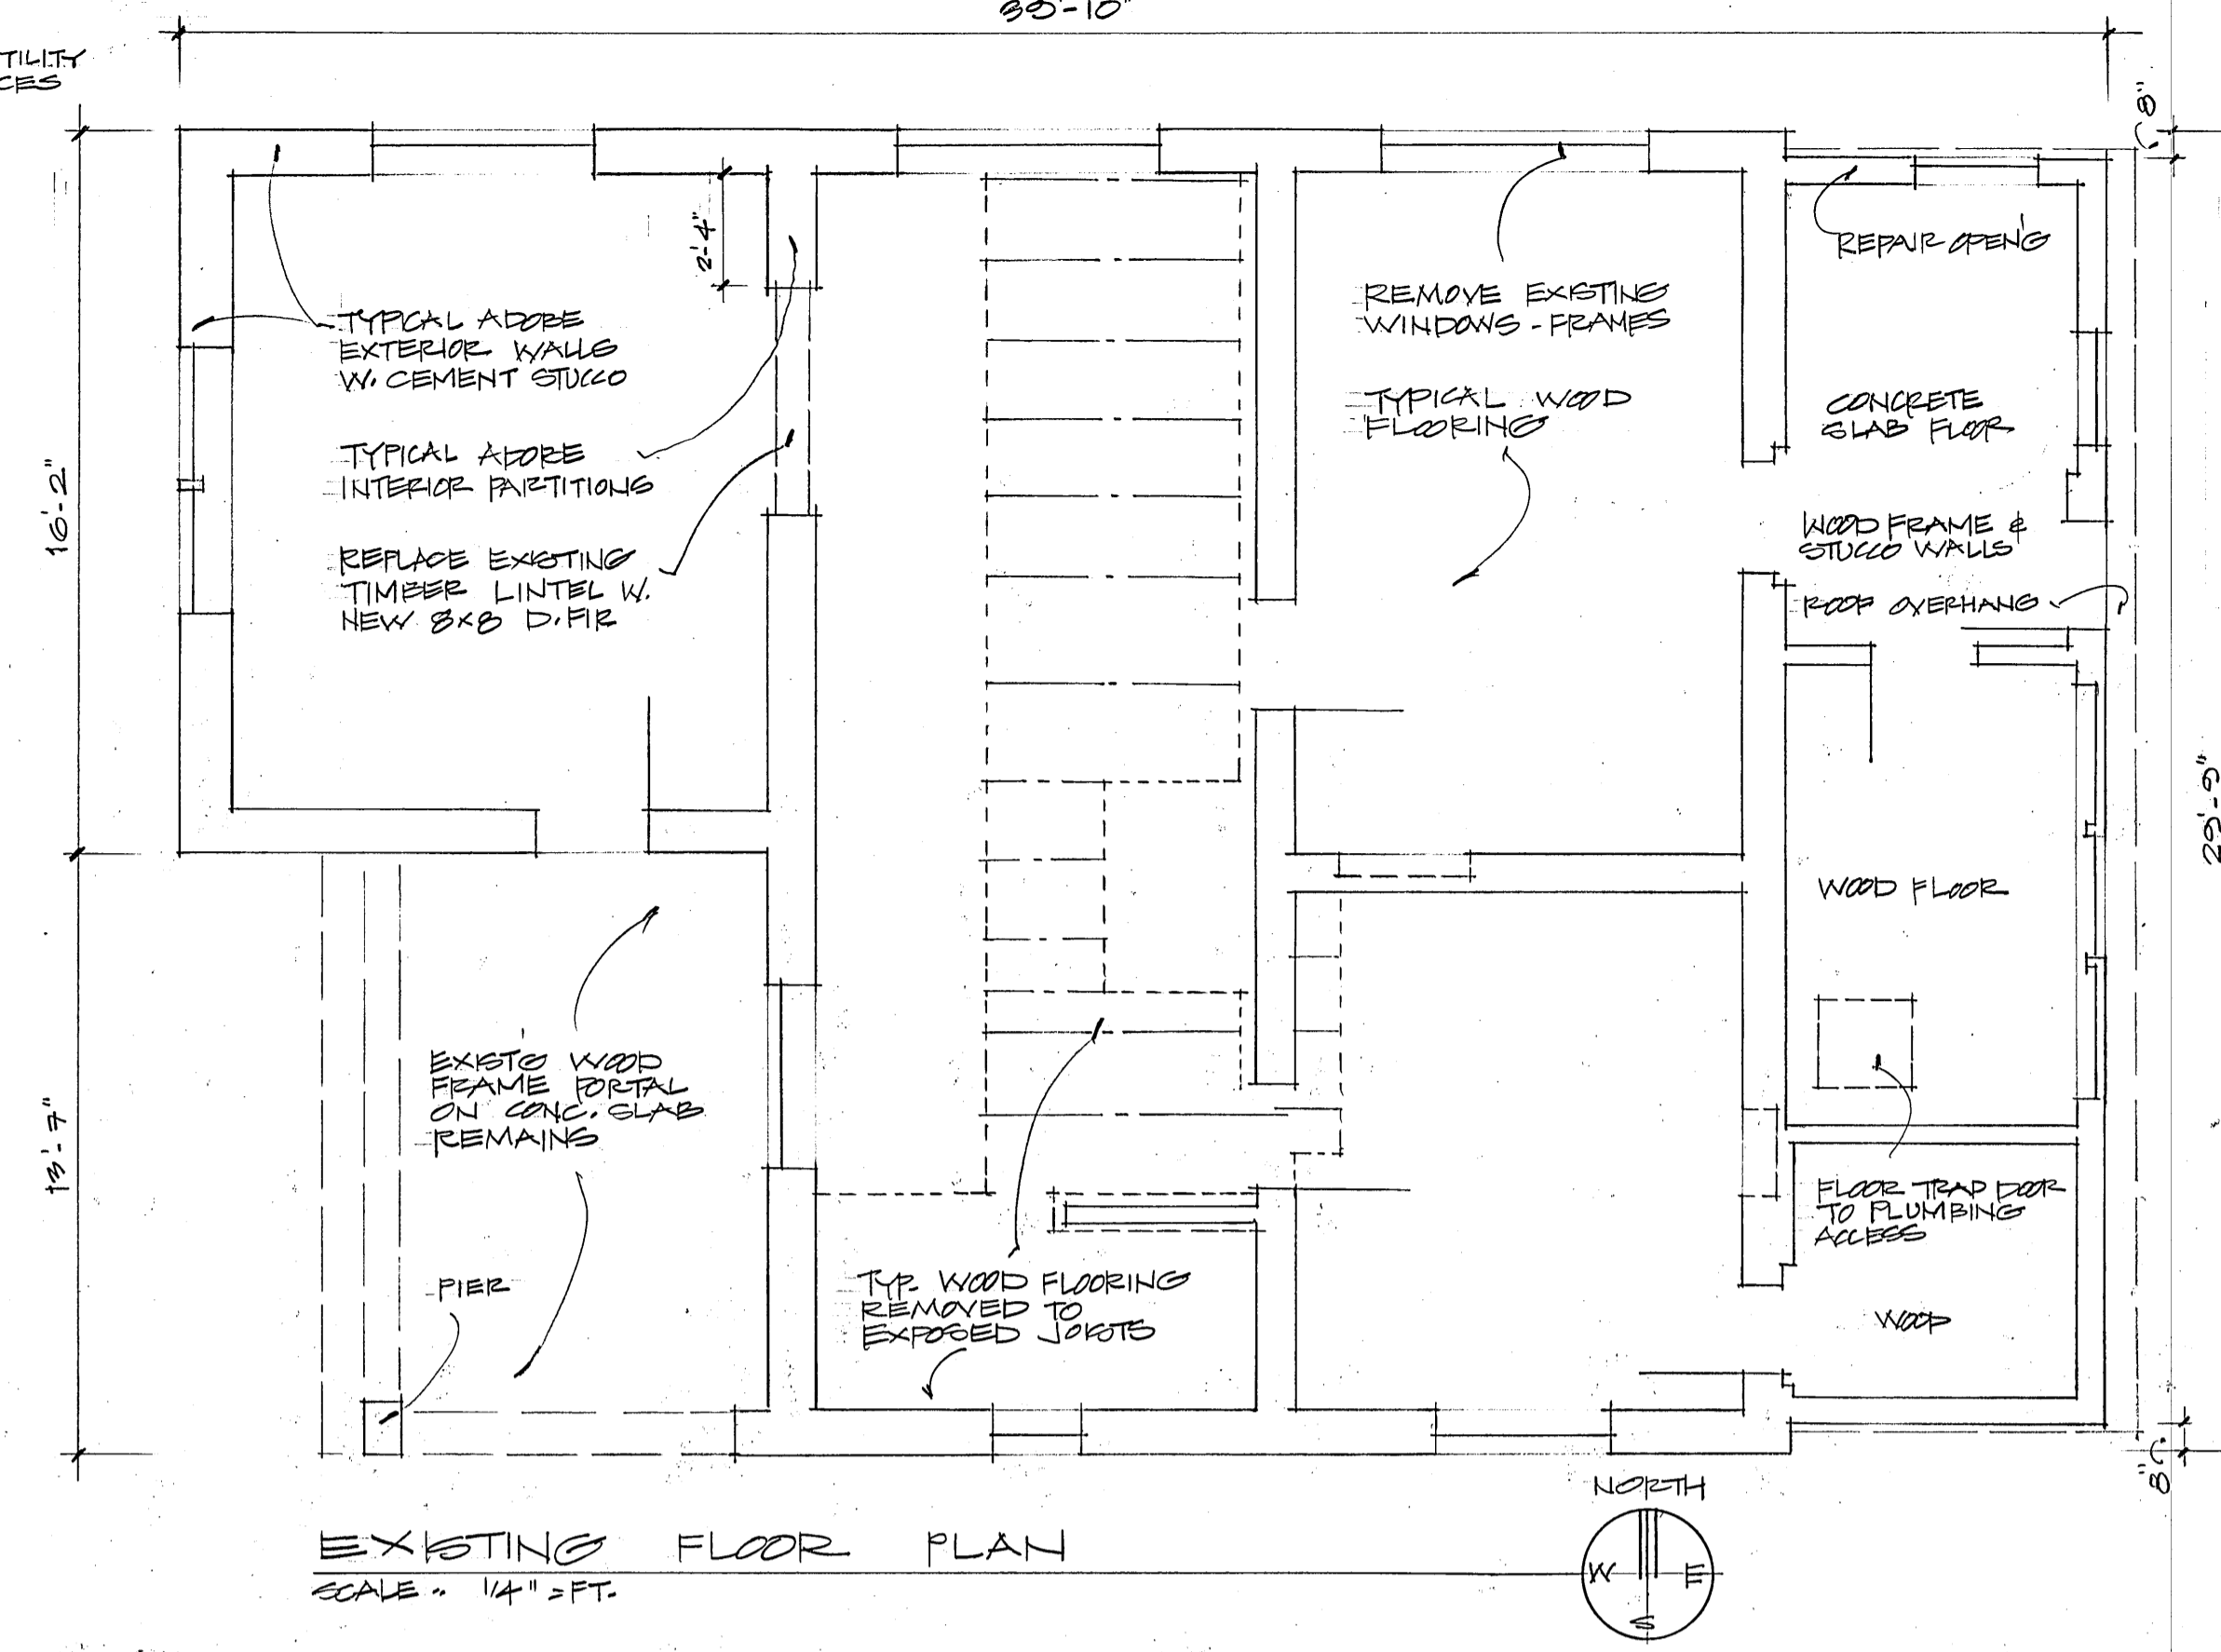 39'-10"
TILITY
CES
8"
2'-4"
REPAIR OPEN'G
REMOVE EXISTING
WINDOWS - FRAMES
TYPICAL ADOBE
EXTERIOR WALLS
W. CEMENT STUCCO
TYPICAL WOOD
FLOORING
CONCRETE
SLAB FLOOR
TYPICAL ADOBE
INTERIOR PARTITIONS
16'-2"
WOOD FRAME &
STUCCO WALLS
REPLACE EXISTING
TIMBER LINTEL W.
NEW 8x8 D.FIR
ROOF OVERHANG
29'-9"
WOOD FLOOR
EXIST'G WOOD
FRAME PORTAL
ON CONC. SLAB
REMAINS
13'-7"
FLOOR TRAP DOOR
TO PLUMBING
ACCESS
PIER
TYP. WOOD FLOORING
REMOVED TO
EXPOSED JOISTS
WOOD
8"
NORTH
W E
S
EXISTING FLOOR PLAN
SCALE : 1/4" = FT.